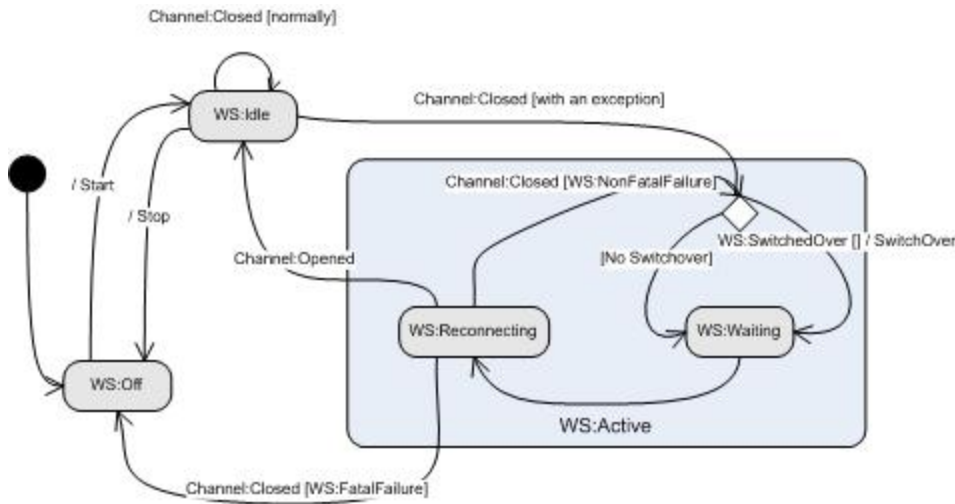 Channel:Closed [normally]
Channel:Closed [with an exception]
WS:Idle
Channel:Closed [WS:NonFatalFailure]
/ Start
/ Stop
WS:SwitchedOver [] / SwitchOver
[No Switchover]
Channel:Opened
WS:Reconnecting
WS:Waiting
WS:Off
WS:Active
Channel:Closed [WS:FatalFailure]